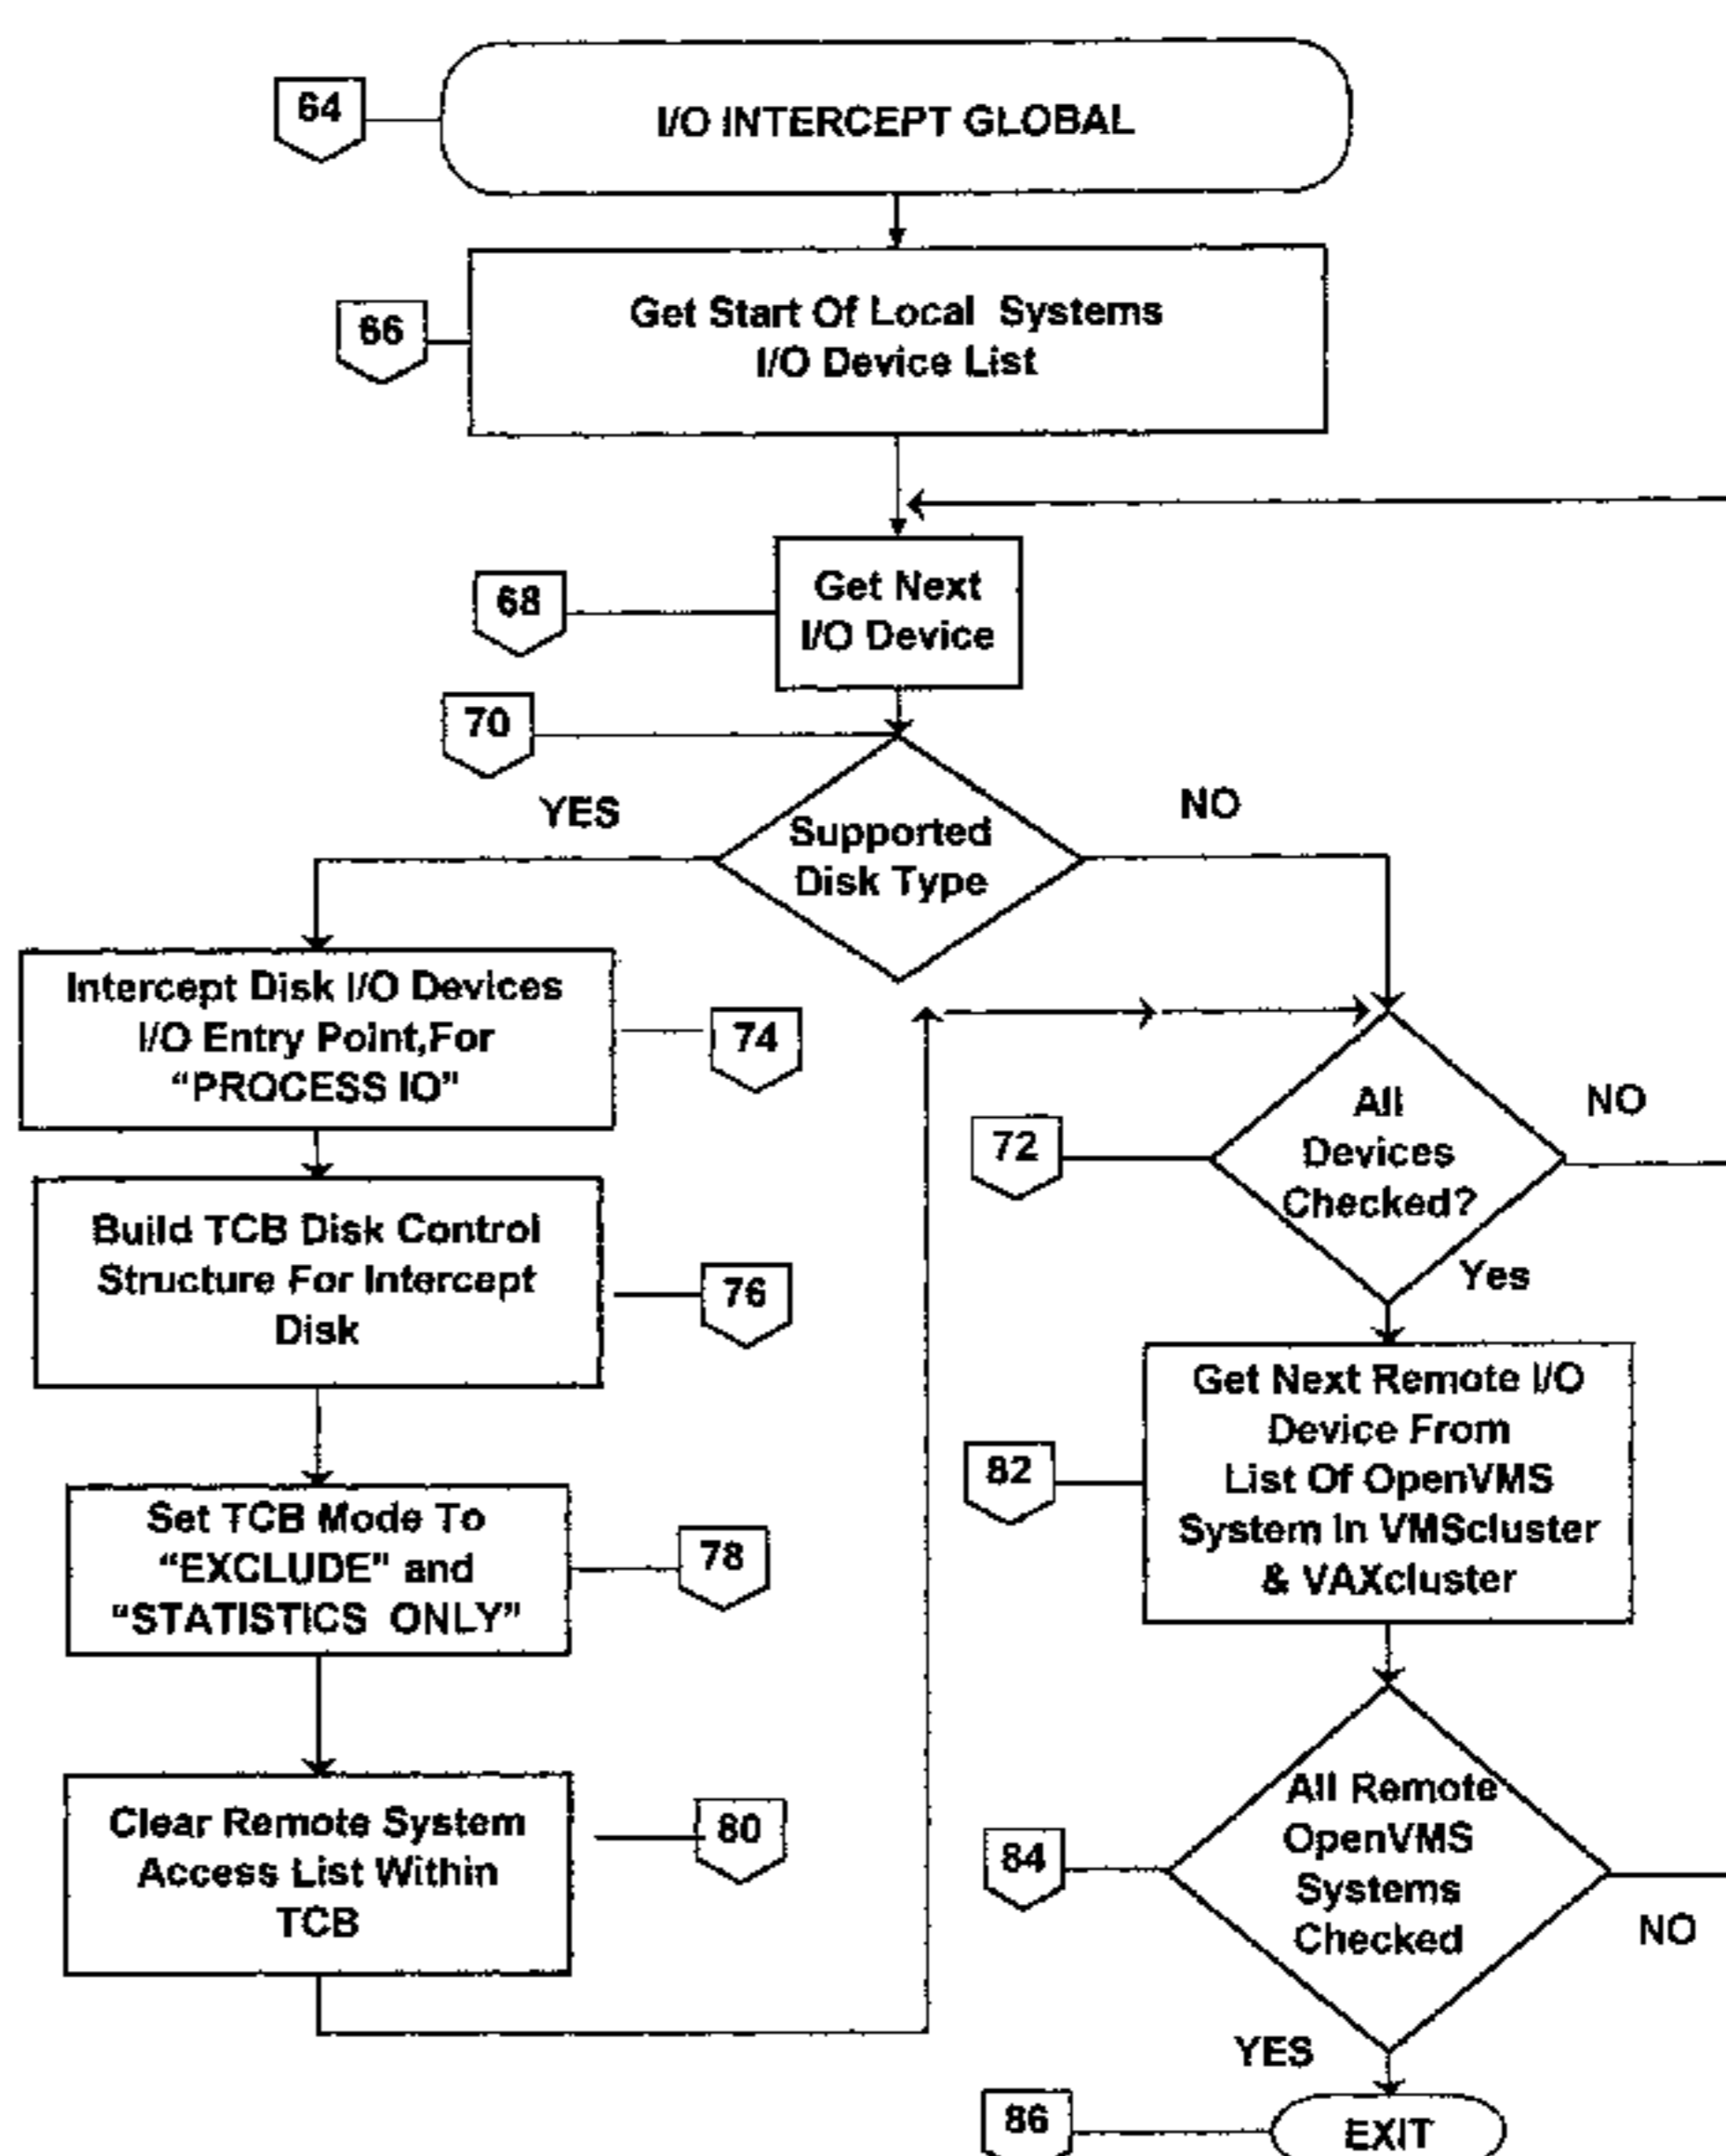 64
I/O INTERCEPT GLOBAL
66
Get Start Of Local Systems
I/O Device List
68
Get Next
I/O Device
70
YES
NO
Supported
Disk Type
Intercept Disk I/O Devices
I/O Entry Point,For
“PROCESS IO”
74
Build TCB Disk Control
Structure For Intercept
Disk
76
Set TCB Mode To
“EXCLUDE” and
“STATISTICS ONLY”
78
Clear Remote System
Access List Within
TCB
80
72
All
Devices
Checked?
NO
Yes
82
Get Next Remote I/O
Device From
List Of OpenVMS
System In VMScluster
& VAXcluster
84
All Remote
OpenVMS
Systems
Checked
NO
YES
86
EXIT